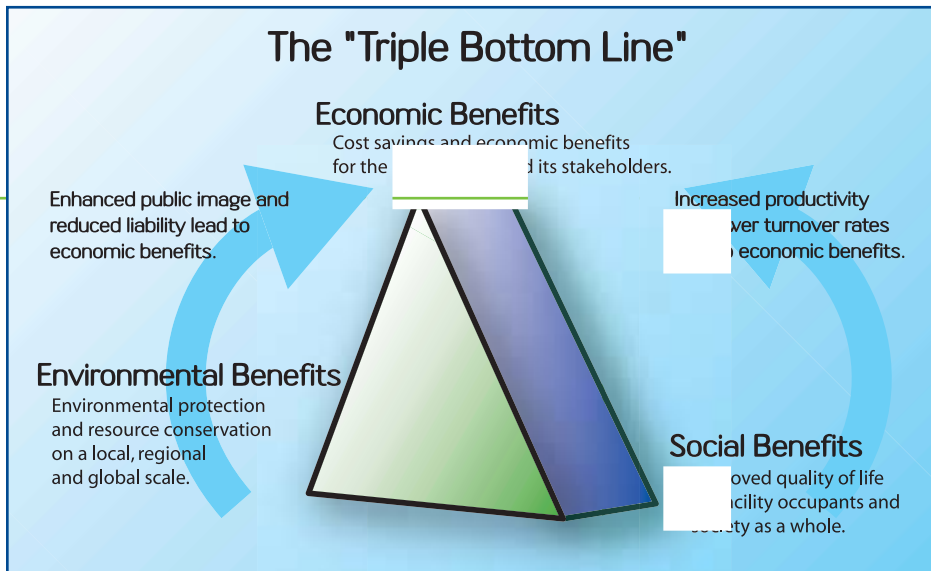 The "Triple Bottom Line"
Economic Benefits
Cost savings and economic benefits
for the its stakeholders.
Enhanced public image and
reduced liability lead to
economic benefits.
Increased productivity
turnover rates
economic benefits.
Environmental Benefits
Environmental protection
and resource conservation
on a local, regional
and global scale.
Social Benefits
quality of life
occupants and
society as a whole.